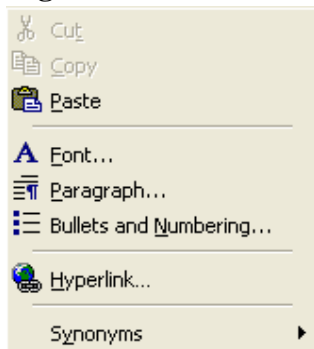 Cut
Copy
Paste
Font...
Paragraph...
Bullets and Numbering...
Hyperlink...
Synonyms